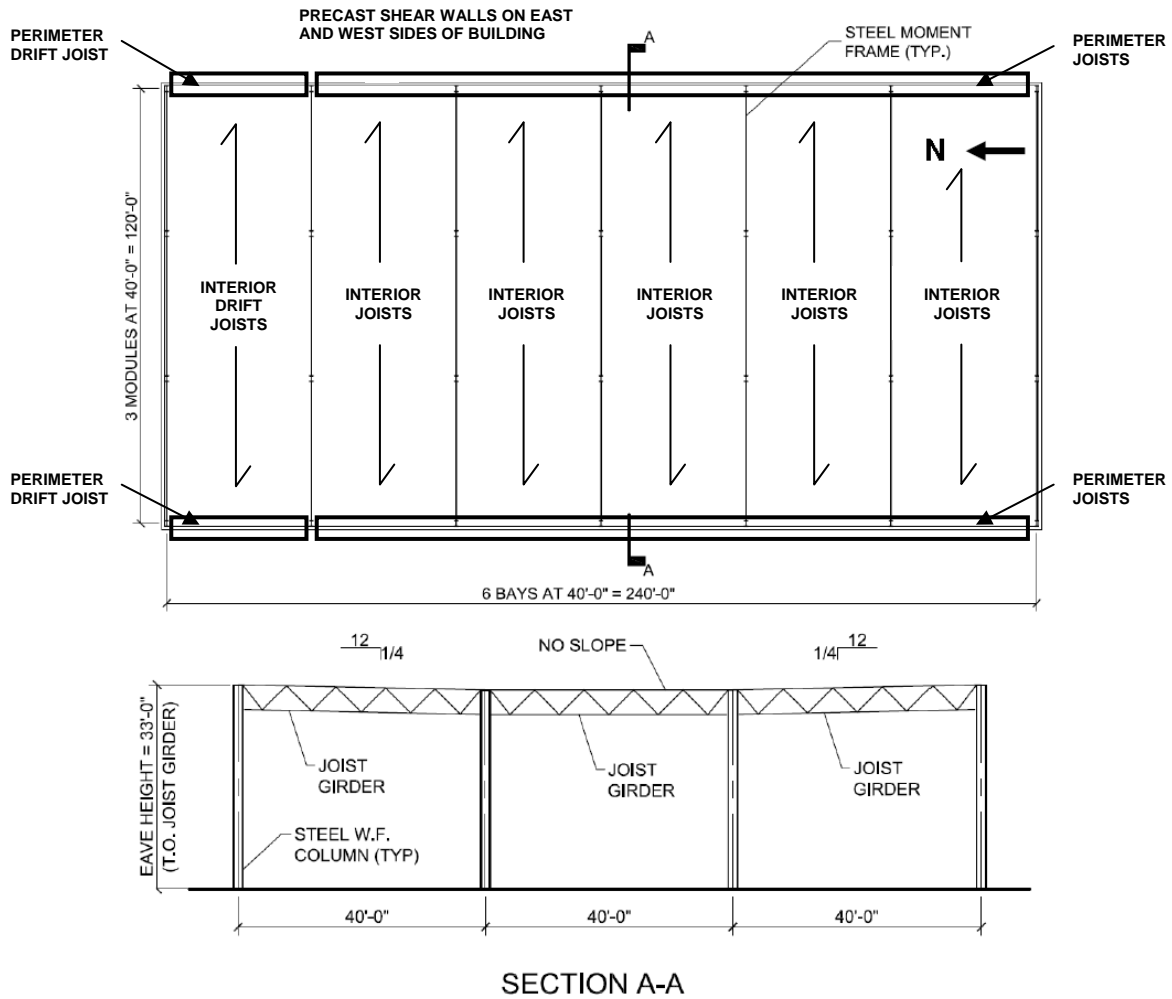 PRECAST SHEAR WALLS ON EAST
AND WEST SIDES OF BUILDING
PERIMETER
DRIFT JOIST
A
STEEL MOMENT
FRAME (TYP.)
PERIMETER
JOISTS
N
3 MODULES AT 40'-0" = 120'-0"
INTERIOR
DRIFT
JOISTS
INTERIOR
JOISTS
INTERIOR
JOISTS
INTERIOR
JOISTS
INTERIOR
JOISTS
INTERIOR
JOISTS
PERIMETER
DRIFT JOIST
PERIMETER
JOISTS
A
6 BAYS AT 40'-0" = 240'-0"
12
1/4
NO SLOPE
12
1/4
EAVE HEIGHT = 33'-0"
(T.O. JOIST GIRDER)
JOIST
GIRDER
JOIST
GIRDER
JOIST
GIRDER
STEEL W.F.
COLUMN (TYP)
40'-0"
40'-0"
40'-0"
SECTION A-A